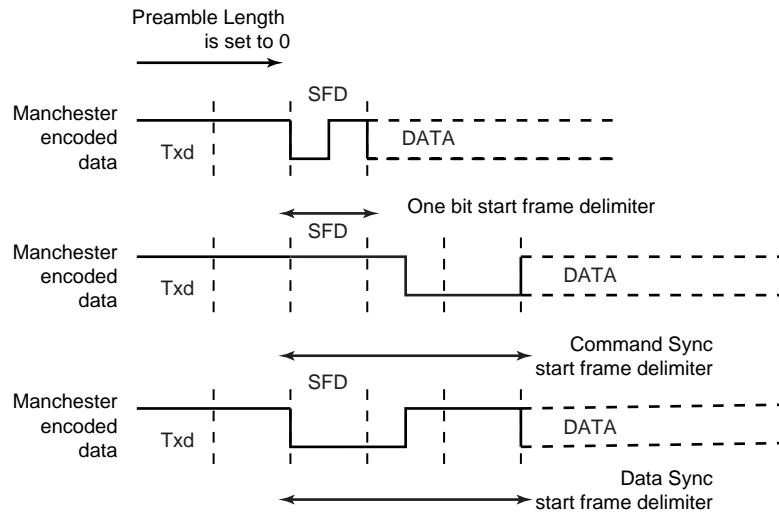 Preamble Length
is set to 0
SFD
Manchester
encoded
data
Txd
DATA
One bit start frame delimiter
SFD
Manchester
encoded
data
Txd
DATA
Command Sync
start frame delimiter
SFD
Manchester
encoded
data
Txd
DATA
Data Sync
start frame delimiter